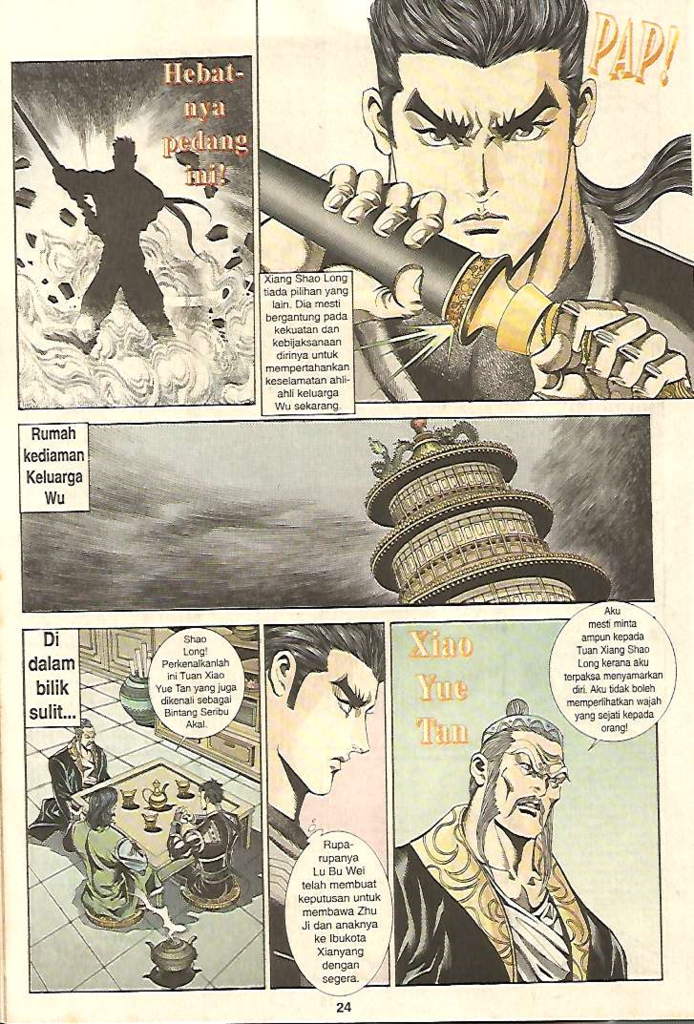 Hebat-
nya
pedang
ini!
PAP!
Xiang Shao Long
tiada pilihan yang
lain. Dia mesti
bergantung pada
kekuatan dan
kebijaksanaan
dirinya untuk
mempertahankan
keselamatan ahli-
ahli keluarga
Wu sekarang.
Rumah
kediaman
Keluarga
Wu
Di
dalam
bilik
sulit...
Shao
Long!
Perkenalkanlah
ini Tuan Xiao
Yue Tan yang juga
dikenali sebagai
Bintang Seribu
Akal.
Rupa-
rupanya
Lu Bu Wei
telah membuat
keputusan untuk
membawa Zhu
Ji dan anaknya
ke Ibukota
Xianyang
dengan
segera.
Xiao
Yue
Tan
Aku
mesti minta
ampun kepada
Tuan Xiang Shao
Long kerana aku
terpaksa menyamarkan
diri. Aku tidak boleh
memperlihatkan wajah
yang sejati kepada
orang!
24